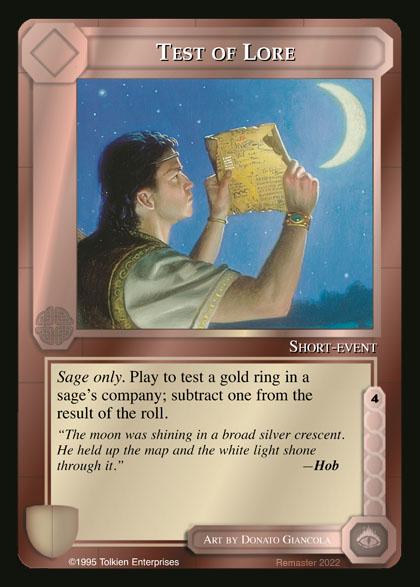 Test of Lore
Short-event
Sage only. Play to test a gold ring in a
sage's company; subtract one from the
result of the roll.
“The moon was shining in a broad silver crescent.
He held up the map and the white light shone
through it.” —Hob
4
Art by Donato Giancola
©1995 Tolkien Enterprises Remaster 2022